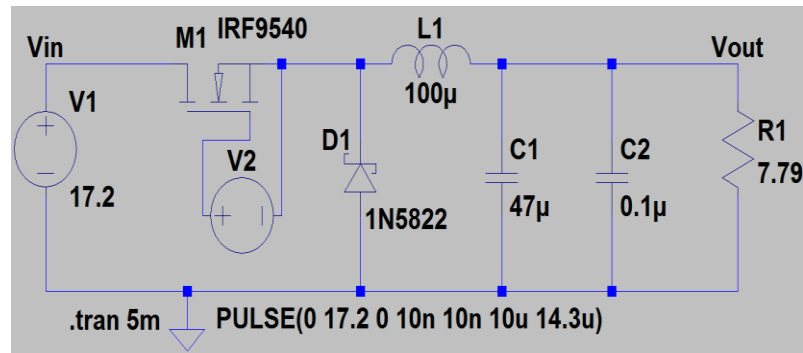 M1 IRF9540
L1
Vin
Vout
V1
100µ
V2
D1
C1
C2
R1
7.79
17.2
1N5822
47µ
0.1µ
.tran 5m
PULSE(0 17.2 0 10n 10n 10u 14.3u)